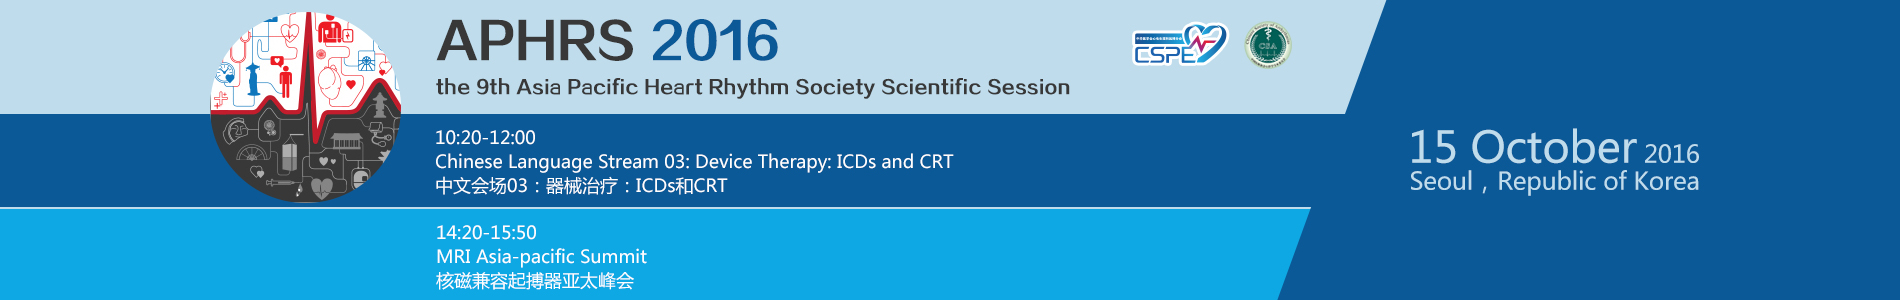 APHRS 2016
the 9th Asia Pacific Heart Rhythm Society Scientific Session
CSPE
CSA
10:20-12:00
Chinese Language Stream 03: Device Therapy: ICDs and CRT
中文会场03：器械治疗：ICDs和CRT
15 October 2016
Seoul，Republic of Korea
14:20-15:50
MRI Asia-pacific Summit
核磁兼容起搏器亚太峰会